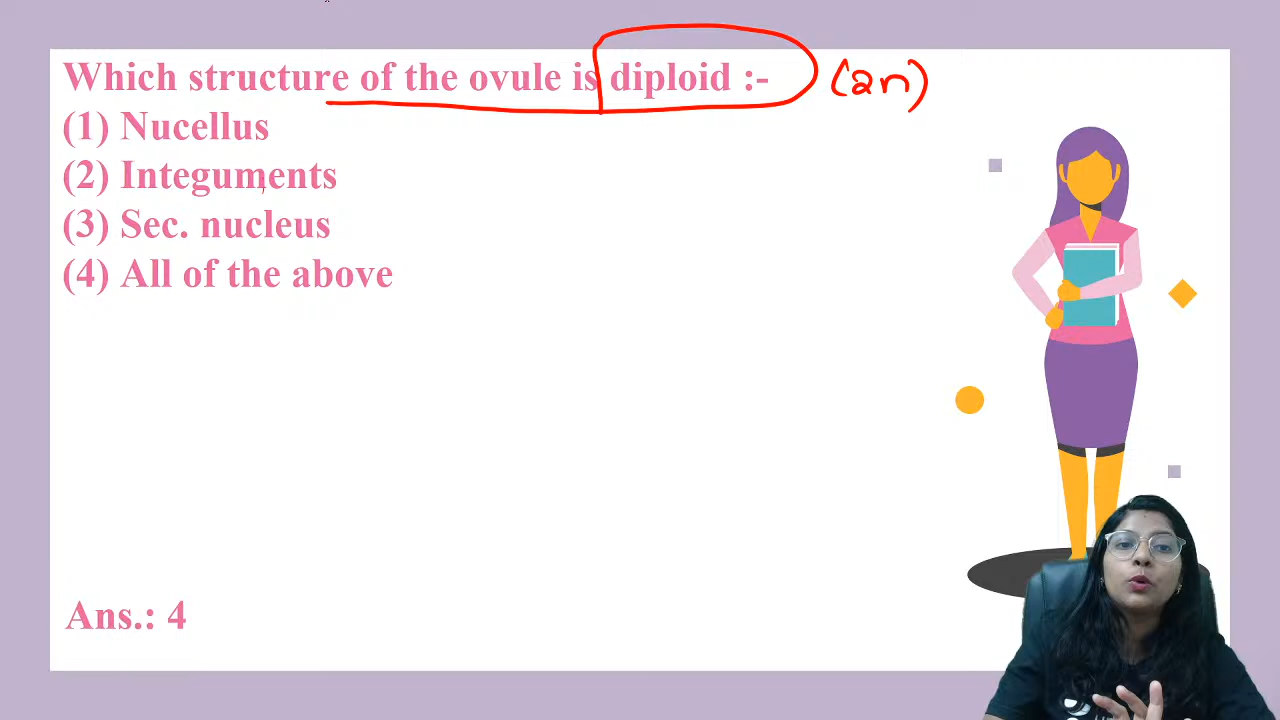 Which structure of the ovule is diploid :- (2n)
(1) Nucellus
(2) Integuments
(3) Sec. nucleus
(4) All of the above
Ans.: 4